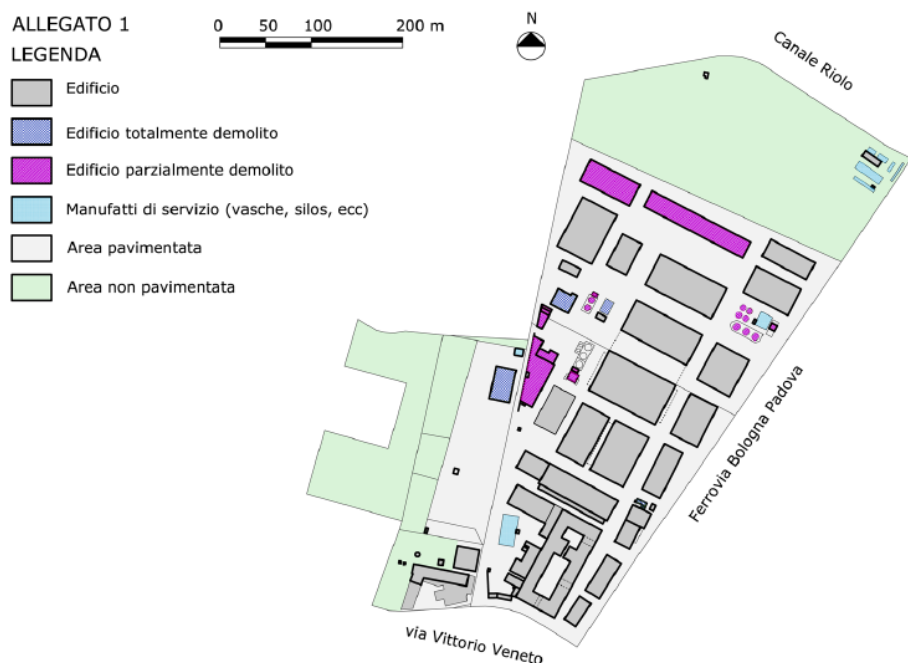 ALLEGATO 1
0 50 100 200 m
N
LEGENDA
Edificio
Edificio totalmente demolito
Edificio parzialmente demolito
Manufatti di servizio (vasche, silos, ecc)
Area pavimentata
Area non pavimentata
Canale Riolo
Ferrovia Bologna Padova
via Vittorio Veneto